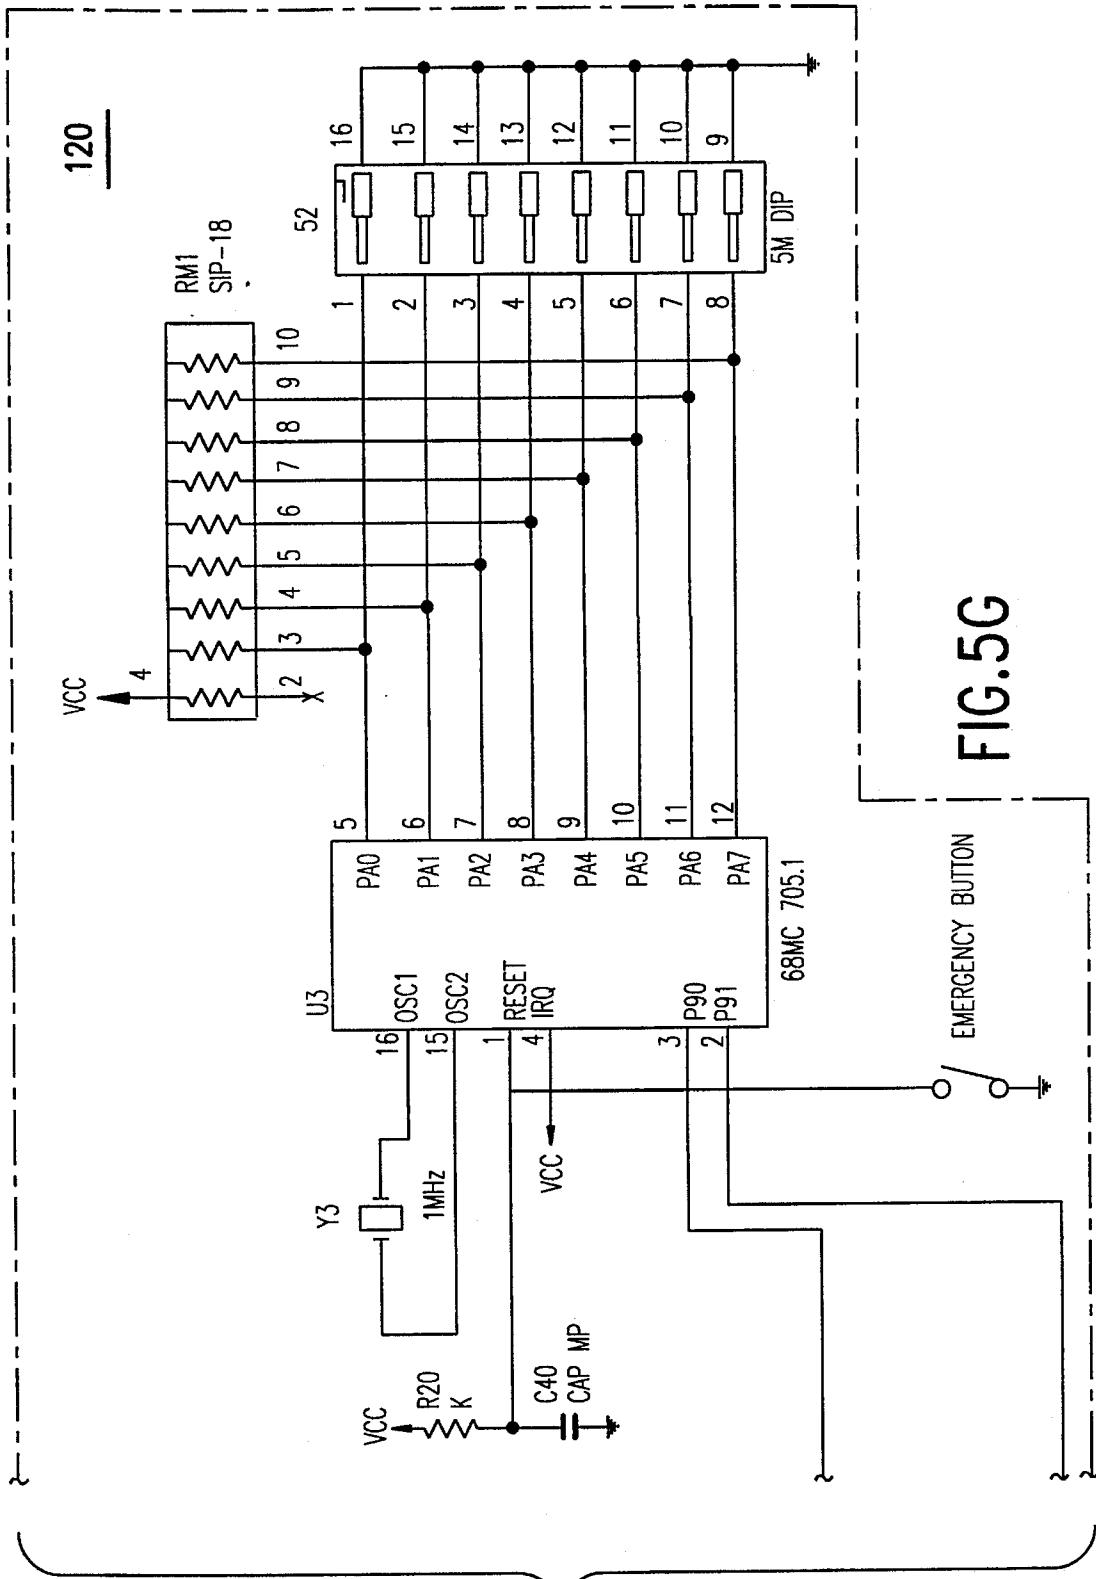 120
RM1
SIP-18
VCC
4
2
3
4
5
6
7
8
9
10
52
1
2
3
4
5
6
7
8
16
15
14
13
12
11
10
9
5M DIP
U3
16
OSC1
15
OSC2
1
RESET
4
IRQ
3
P90
2
P91
PA0
5
PA1
6
PA2
7
PA3
8
PA4
9
PA5
10
PA6
11
PA7
12
68MC 705.1
Y3
1MHz
VCC
VCC
R20
K
C40
CAP MP
EMERGENCY BUTTON
FIG.5G